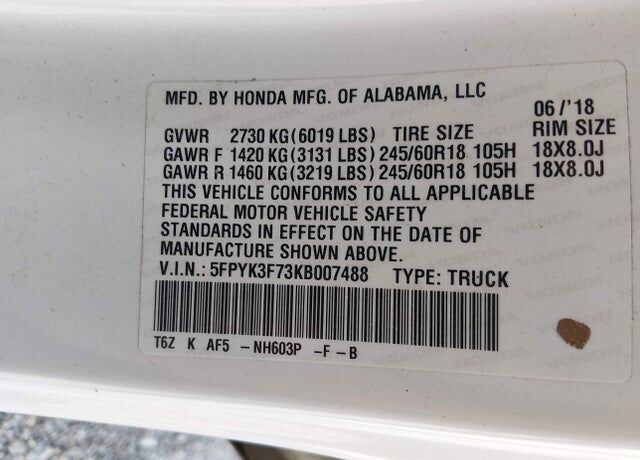 MFD. BY HONDA MFG. OF ALABAMA, LLC
06/'18
GVWR 2730 KG(6019 LBS) TIRE SIZE RIM SIZE
GAWR F 1420 KG(3131 LBS) 245/60R18 105H 18X8.0J
GAWR R 1460 KG(3219 LBS) 245/60R18 105H 18X8.0J
THIS VEHICLE CONFORMS TO ALL APPLICABLE
FEDERAL MOTOR VEHICLE SAFETY
STANDARDS IN EFFECT ON THE DATE OF
MANUFACTURE SHOWN ABOVE.
V.I.N.: 5FPYK3F73KB007488 TYPE: TRUCK
T6Z K AF5 -NH603P -F-B